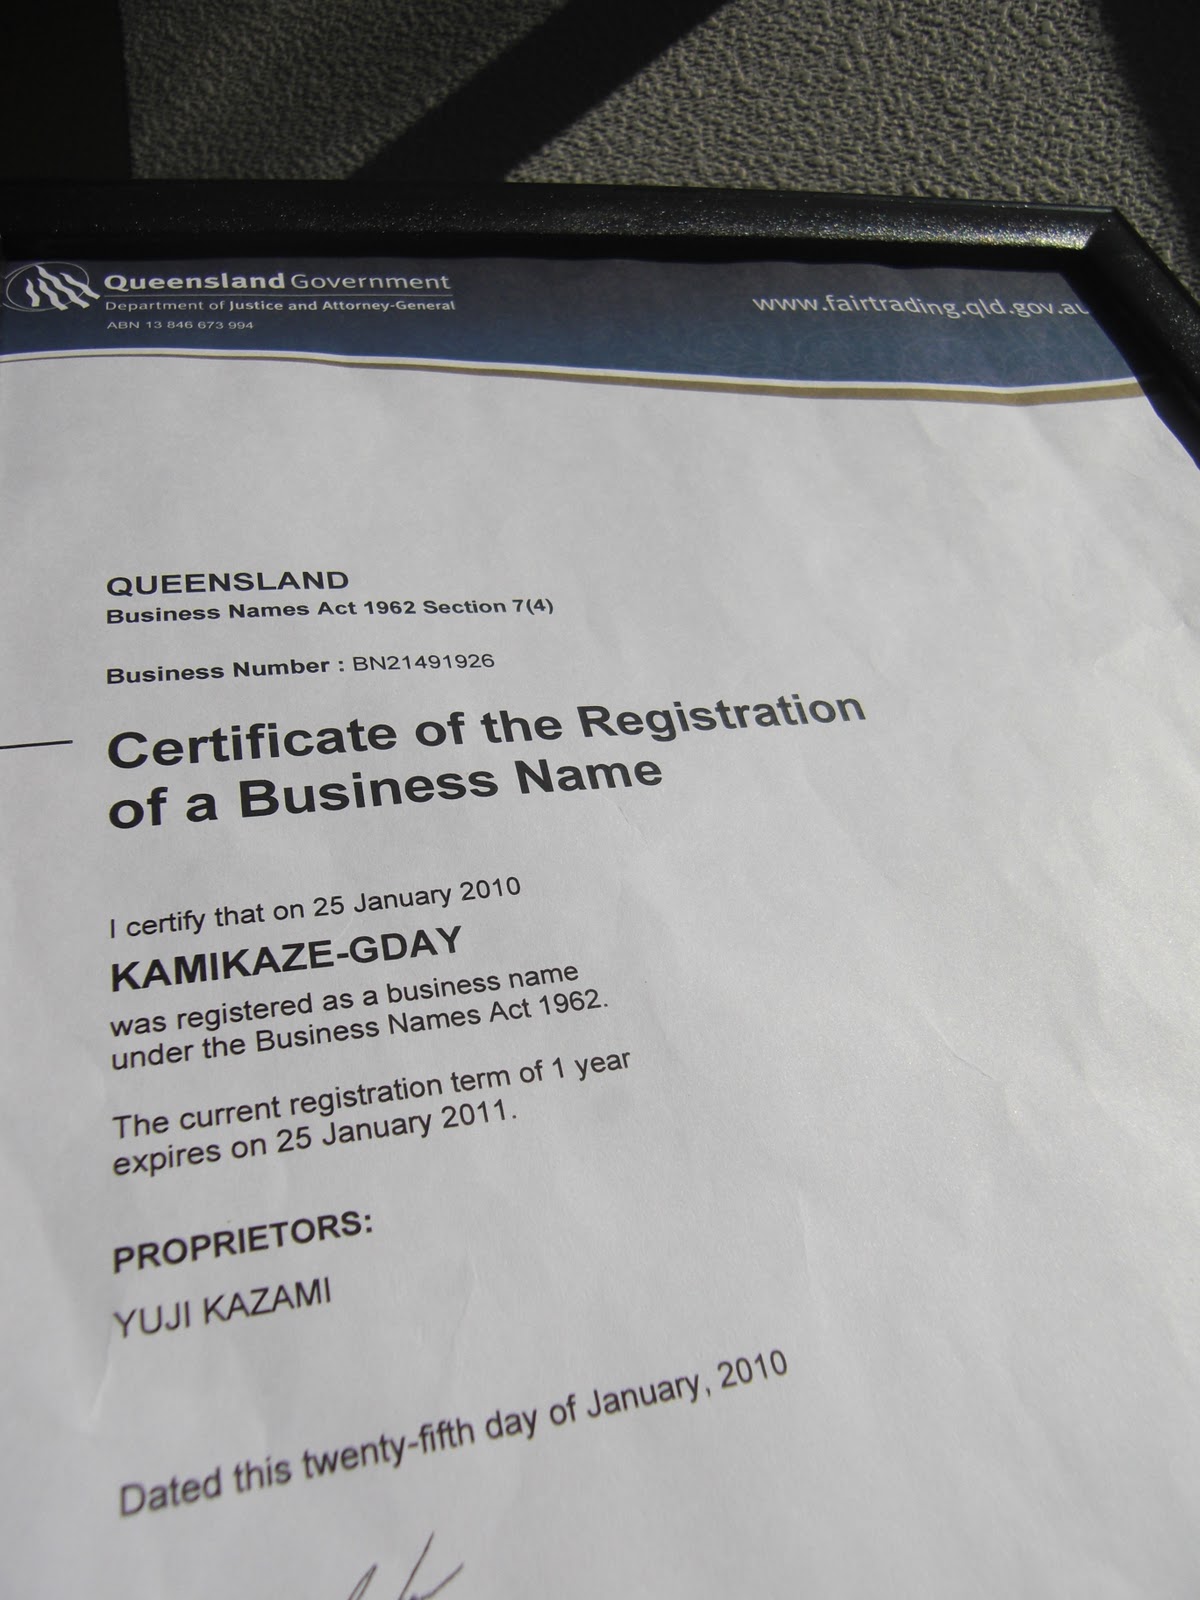 Queensland Government
Department of Justice and Attorney-General
ABN 13 846 673 994
www.fairtrading.qld.gov.au
QUEENSLAND
Business Names Act 1962 Section 7(4)
Business Number : BN21491926
Certificate of the Registration
of a Business Name
I certify that on 25 January 2010
KAMIKAZE-GDAY
was registered as a business name
under the Business Names Act 1962.
The current registration term of 1 year
expires on 25 January 2011.
PROPRIETORS:
YUJI KAZAMI
Dated this twenty-fifth day of January, 2010